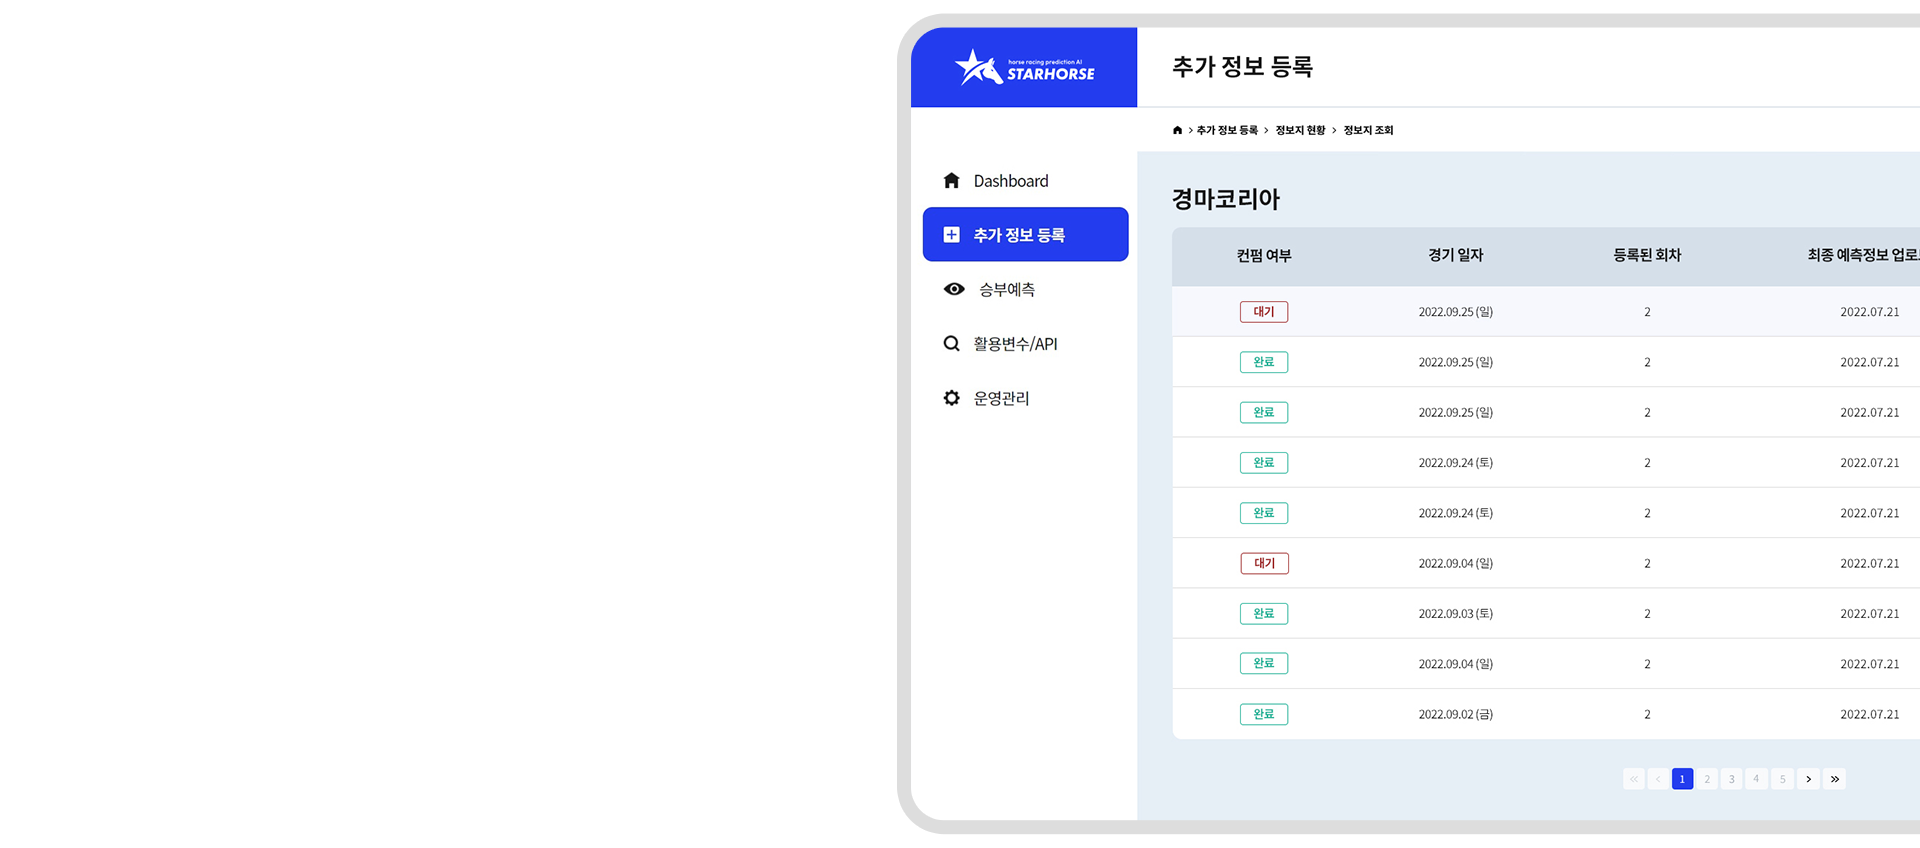 horse racing prediction AI
STARHORSE
추가 정보 등록
> 추가 정보 등록 > 정보지 현황 > 정보지 조회
Dashboard
추가 정보 등록
승부예측
활용변수/API
운영관리
경마코리아
컨펌 여부 경기 일자 등록된 회차 최종 예측정보
대기 2022.09.25 (일) 2 2022.07.21
완료 2022.09.25 (일) 2 2022.07.21
완료 2022.09.25 (일) 2 2022.07.21
완료 2022.09.24 (토) 2 2022.07.21
완료 2022.09.24 (토) 2 2022.07.21
대기 2022.09.04 (일) 2 2022.07.21
완료 2022.09.03 (토) 2 2022.07.21
완료 2022.09.04 (일) 2 2022.07.21
완료 2022.09.02 (금) 2 2022.07.21
« < 1 2 3 4 5 > »